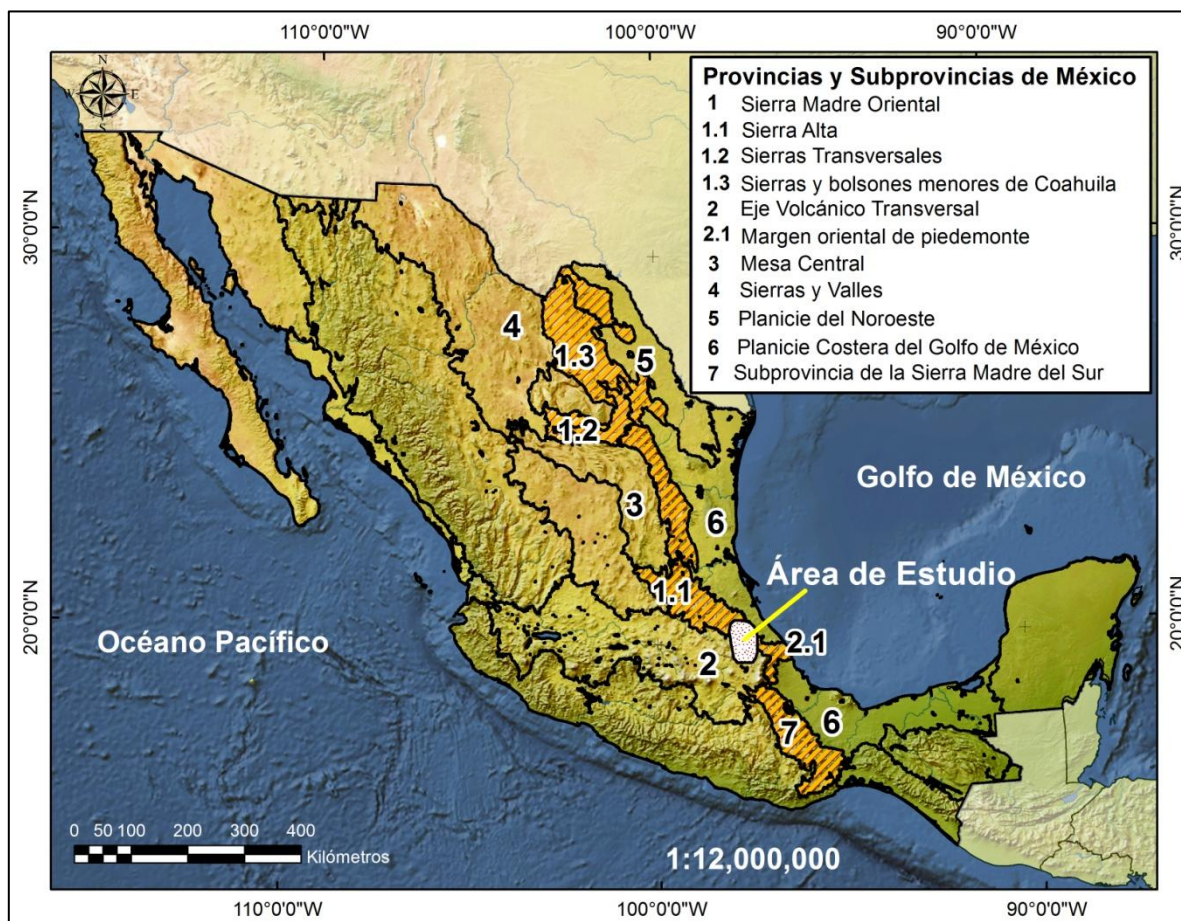 110°0'0"W 100°0'0"W 90°0'0"W
N
W E
S
Provincias y Subprovincias de México
1 Sierra Madre Oriental
1.1 Sierra Alta
1.2 Sierras Transversales
1.3 Sierras y bolsones menores de Coahuila
2 Eje Volcánico Transversal
2.1 Margen oriental de piedemonte
3 Mesa Central
4 Sierras y Valles
5 Planicie del Noroeste
6 Planicie Costera del Golfo de México
7 Subprovincia de la Sierra Madre del Sur
30°0'0"N
30°0'0"N
4
1.3
5
1.2
Golfo de México
3
6
Área de Estudio
1.1
20°0'0"N
20°0'0"N
Océano Pacífico
2.1
2
7
6
0 50 100 200 300 400
Kilómetros
1:12,000,000
110°0'0"W 100°0'0"W 90°0'0"W